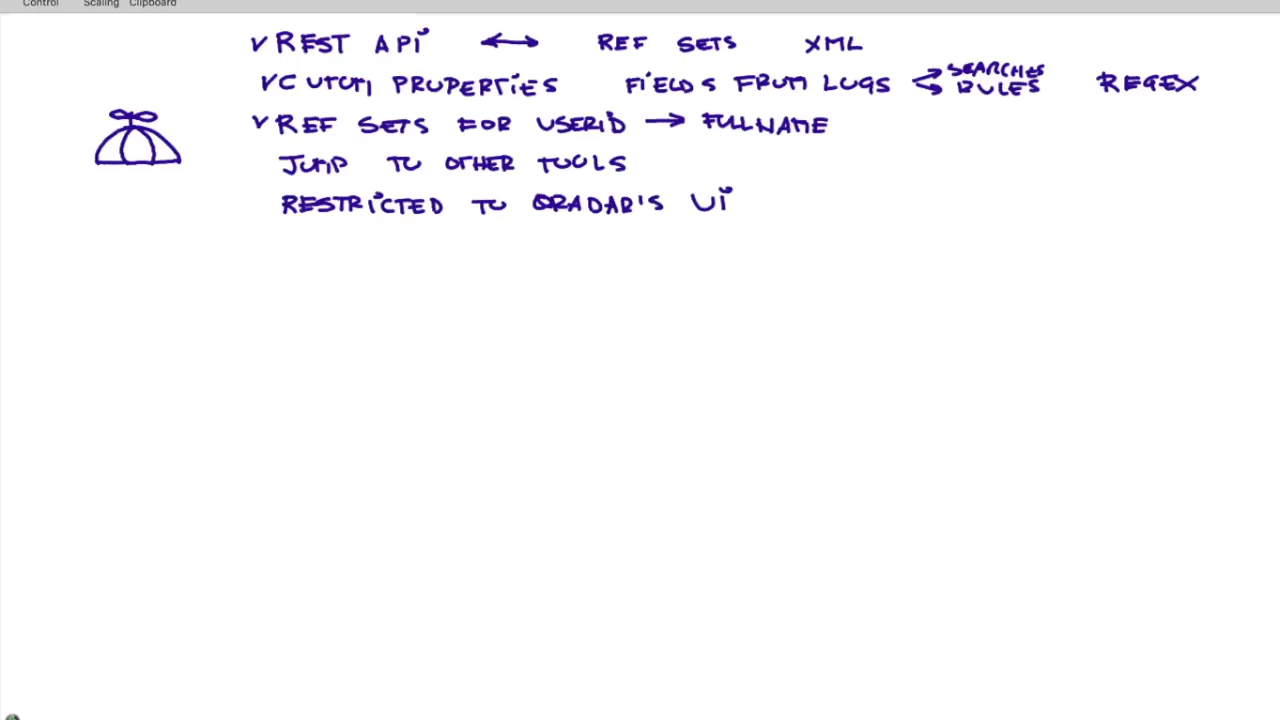 Control Scaling Clipboard
✓ REST API ↔ REF SETS XML
✓ CUTOM PROPERTIES FIELDS FROM LOGS SEARCHES RULES REGEX
✓ REF SETS FOR USERID → FULLNAME
JUMP TO OTHER TOOLS
RESTRICTED TO QRADAR'S UI